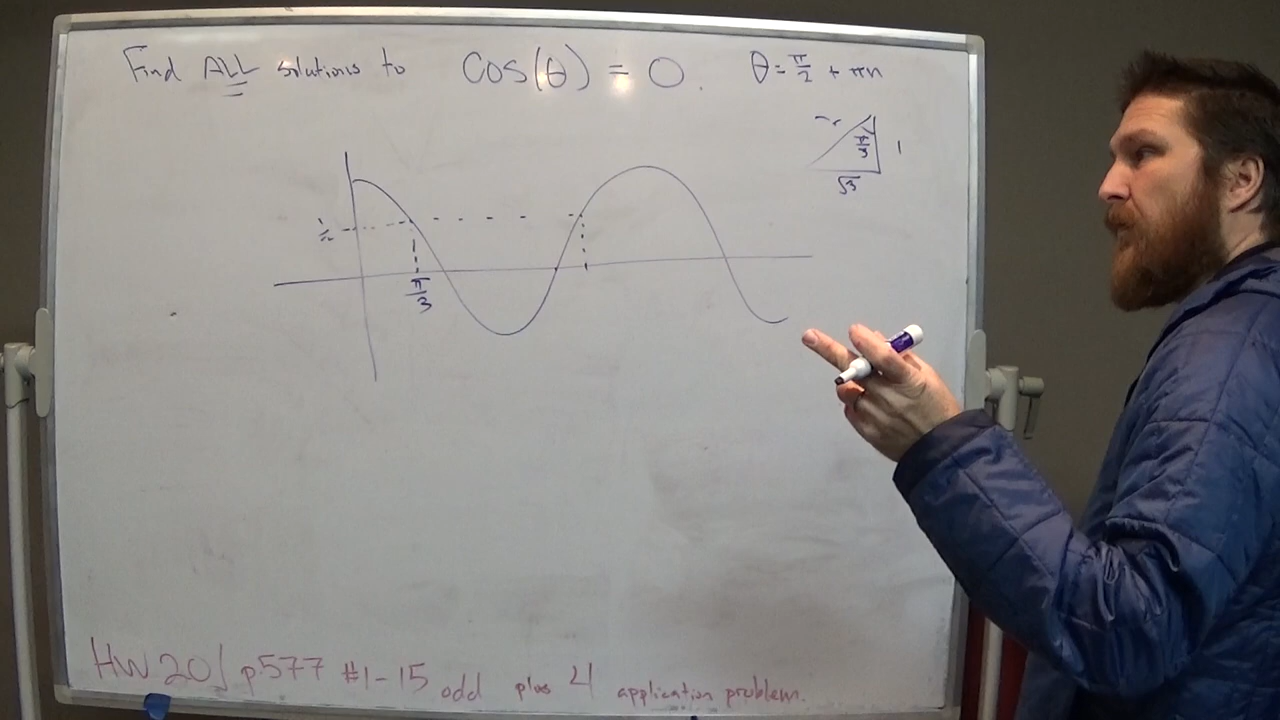 Find ALL solutions to cos(θ) = 0. θ = π/2 + πn
π/3 1
√3
1/2
π/3
HW 20 p.577 #1-15 odd plus 4 application problem.